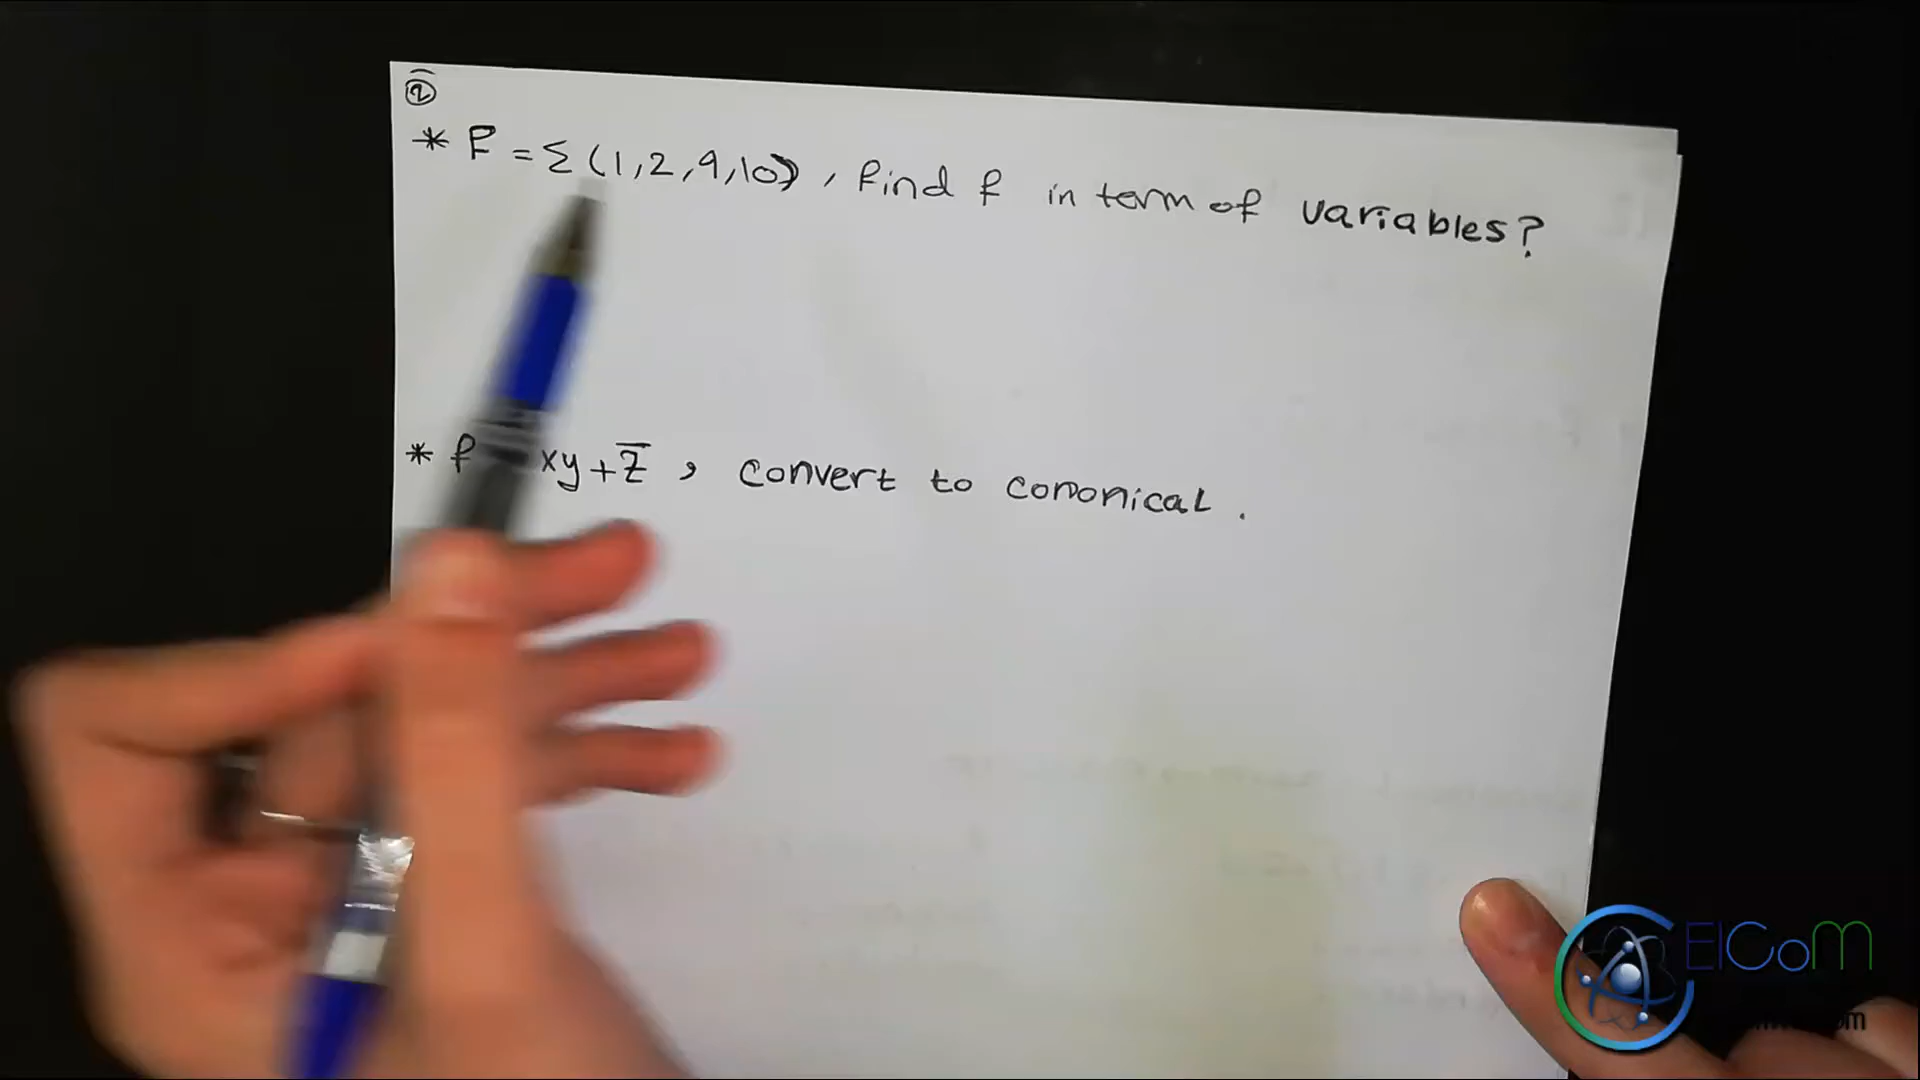 2
* F = Σ (1,2,9,10) , Find f in term of variables?
* f xy + z̅ , convert to cononical .
ElCoM